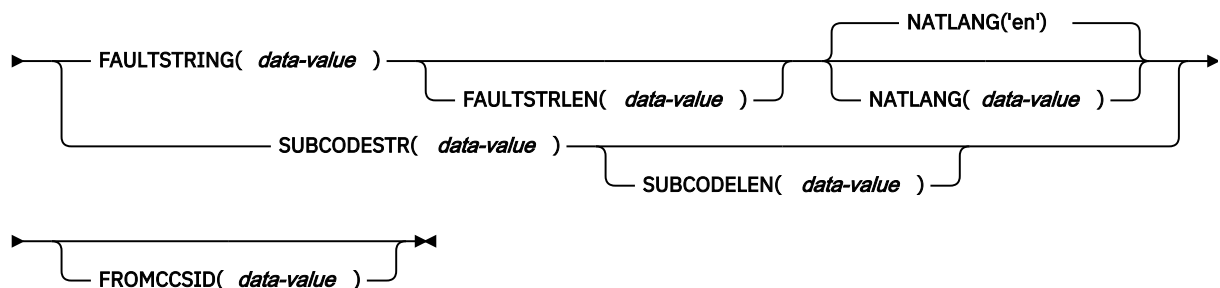 NATLANG('en')
FAULTSTRING( data-value )
FAULTSTRLEN( data-value )
NATLANG( data-value )
SUBCODESTR( data-value )
SUBCODELEN( data-value )
FROMCCSID( data-value )